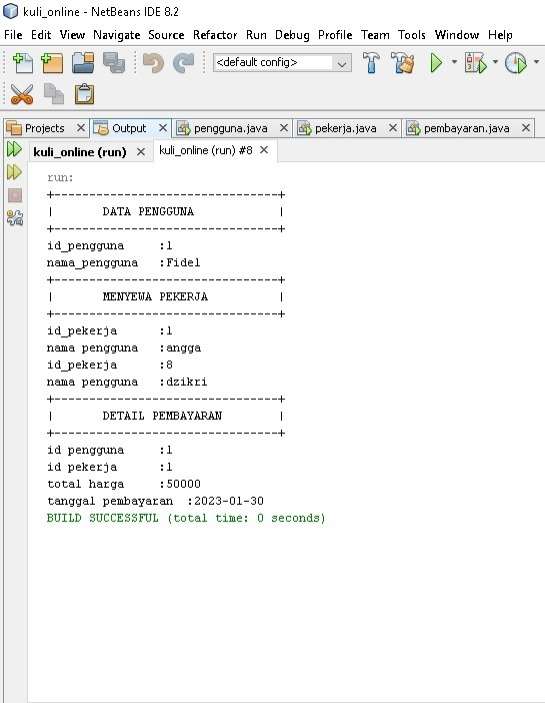 kuli_online - NetBeans IDE 8.2
File Edit View Navigate Source Refactor Run Debug Profile Team Tools Window Help
<default config>
Projects Output pengguna.java pekerja.java pembayaran.java
kuli_online (run) kuli_online (run) #8
run:
+--------------------------------+
| DATA PENGGUNA |
+--------------------------------+
id_pengguna :1
nama_pengguna :Fidel
+--------------------------------+
| MENYEWA PEKERJA |
+--------------------------------+
id_pekerja :1
nama pengguna :angga
id_pekerja :8
nama pengguna :dzikri
+--------------------------------+
| DETAIL PEMBAYARAN |
+--------------------------------+
id pengguna :1
id pekerja :1
total harga :50000
tanggal pembayaran :2023-01-30
BUILD SUCCESSFUL (total time: 0 seconds)